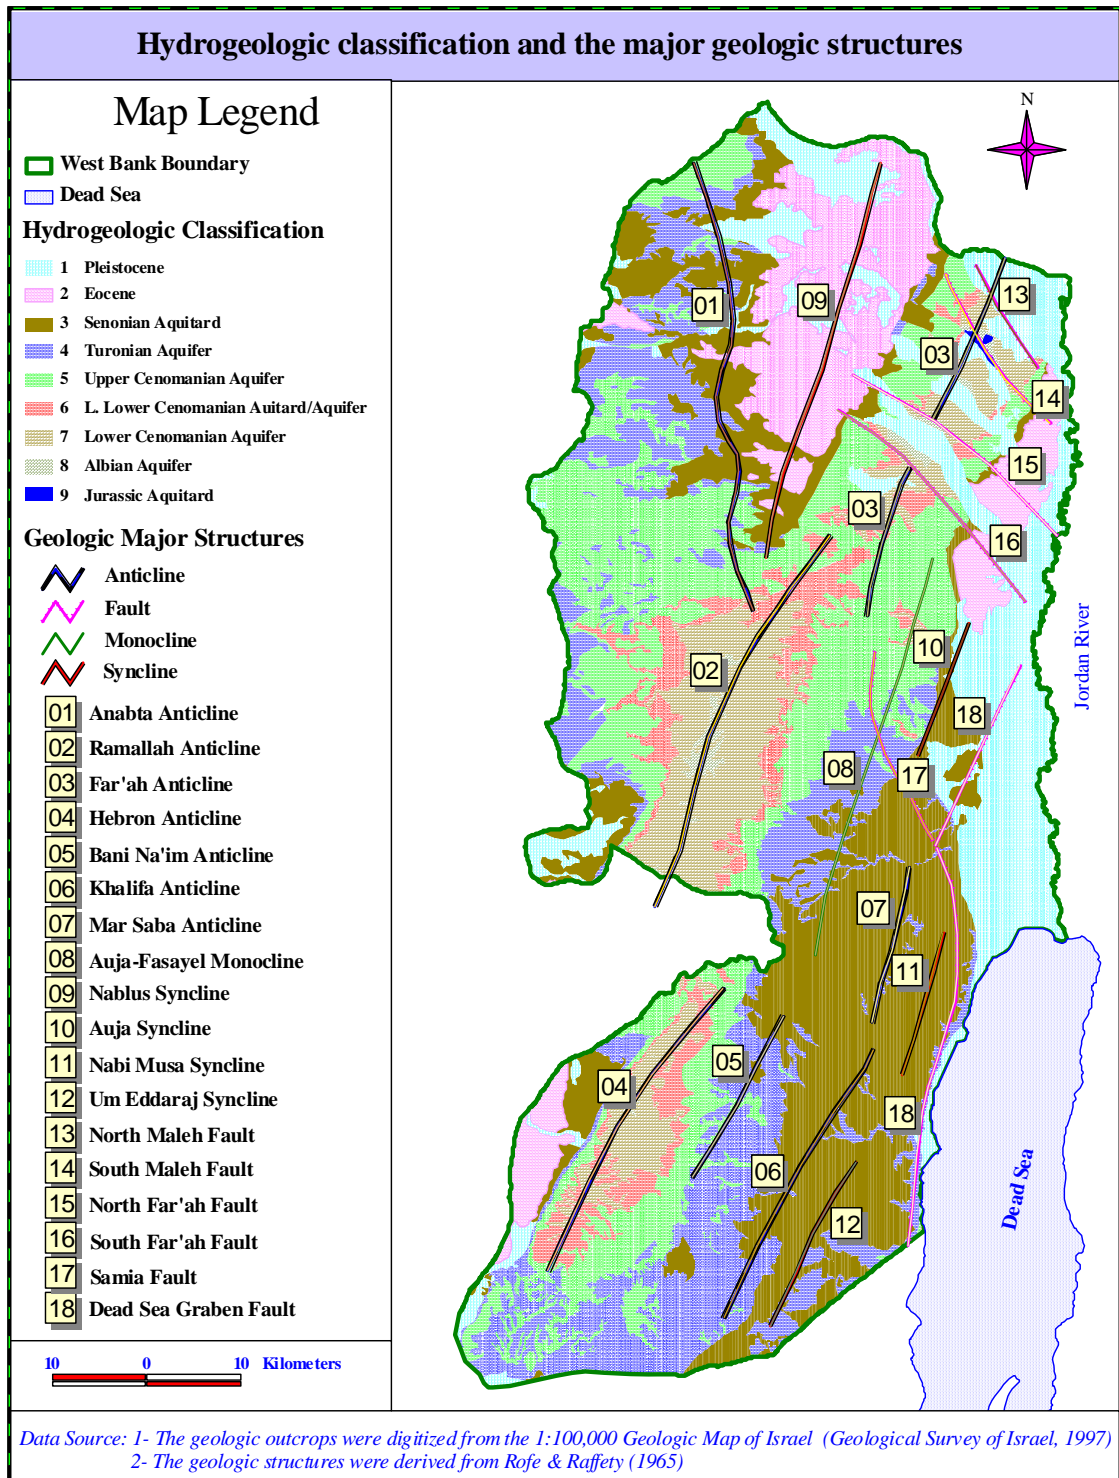 Hydrogeologic classification and the major geologic structures
Map Legend
West Bank Boundary
Dead Sea
Hydrogeologic Classification
1 Pleistocene
2 Eocene
3 Senonian Aquitard
4 Turonian Aquifer
5 Upper Cenomanian Aquifer
6 L. Lower Cenomanian Auitard/Aquifer
7 Lower Cenomanian Aquifer
8 Albian Aquifer
9 Jurassic Aquitard
Geologic Major Structures
Anticline
Fault
Monocline
Syncline
01 Anabta Anticline
02 Ramallah Anticline
03 Far'ah Anticline
04 Hebron Anticline
05 Bani Na'im Anticline
06 Khalifa Anticline
07 Mar Saba Anticline
08 Auja-Fasayel Monocline
09 Nablus Syncline
10 Auja Syncline
11 Nabi Musa Syncline
12 Um Eddaraj Syncline
13 North Maleh Fault
14 South Maleh Fault
15 North Far'ah Fault
16 South Far'ah Fault
17 Samia Fault
18 Dead Sea Graben Fault
10 0 10 Kilometers
N
01
09
13
03
14
15
03
16
10
02
18
08
17
07
11
05
04
18
06
12
Jordan River
Dead Sea
Data Source: 1- The geologic outcrops were digitized from the 1:100,000 Geologic Map of Israel (Geological Survey of Israel, 1997)
2- The geologic structures were derived from Rofe & Raffety (1965)